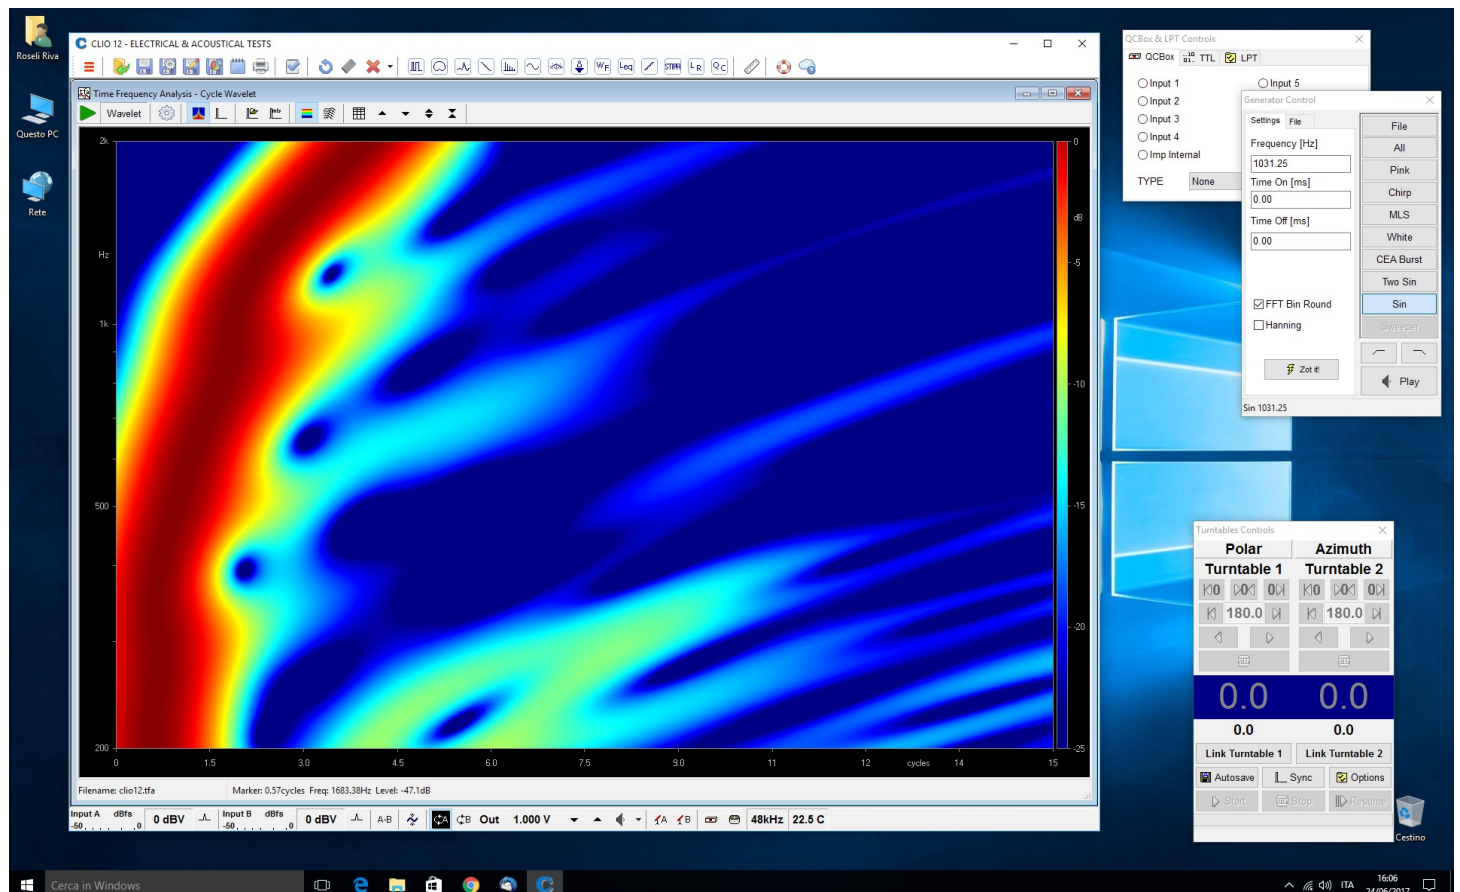 Roseli Riva
Questo PC
Rete
CLIO 12 - ELECTRICAL & ACOUSTICAL TESTS
Time Frequency Analysis - Cycle Wavelet
Wavelet
2k
Hz
1k
500
200
0 1.5 3.0 4.5 6.0 7.5 9.0 11 12 cycles 14 15
0
dB
-5
-10
-15
-20
-25
Filename: clio12.tfa Marker: 0.57cycles Freq: 1683.38Hz Level: -47.1dB
Input A dBfs
-50 0
0 dBV
Input B dBfs
-50 0
0 dBV
A-B
Out 1.000 V
48kHz 22.5 C
QCBox & LPT Controls
QCBox TTL LPT
Input 1 Input 5
Input 2
Input 3
Input 4
Imp Internal
TYPE None
Generator Control
Settings File
Frequency [Hz]
1031.25
Time On [ms]
0.00
Time Off [ms]
0.00
FFT Bin Round
Hanning
Zot it!
File
All
Pink
Chirp
MLS
White
CEA Burst
Two Sin
Sin
Sweeper
Play
Sin 1031.25
Turntables Controls
Polar Azimuth
Turntable 1 Turntable 2
180.0 180.0
0.0 0.0
0.0 0.0
Link Turntable 1 Link Turntable 2
Autosave Sync Options
Start Stop Resume
Cestino
Cerca in Windows
ITA
16:06
24/06/2017